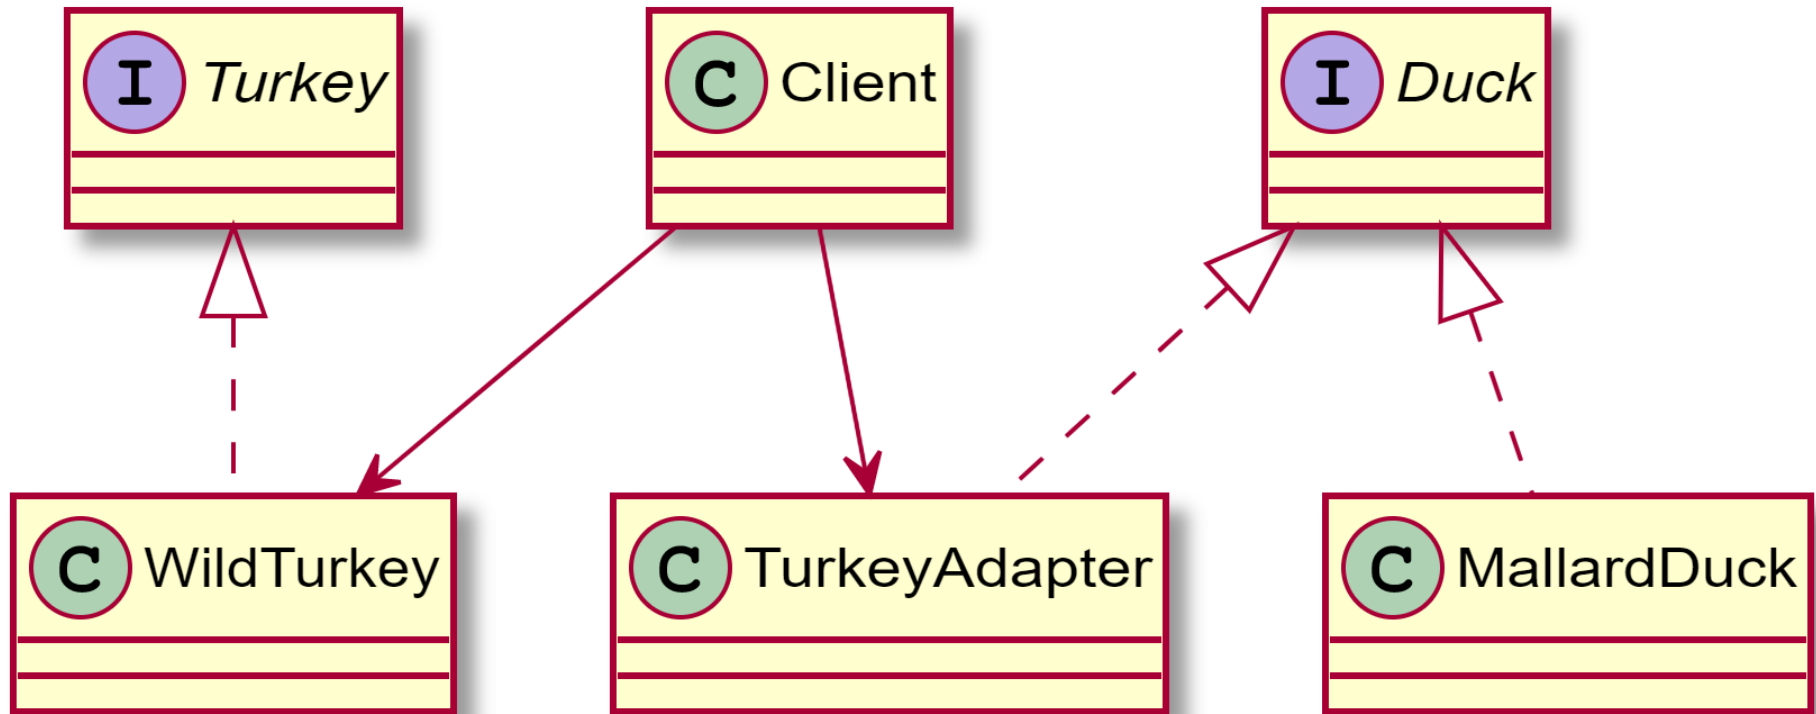 I Turkey
C Client
I Duck
C WildTurkey
C TurkeyAdapter
C MallardDuck